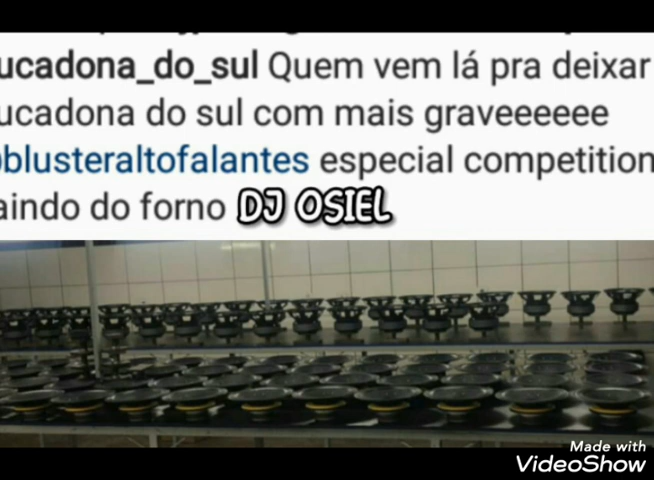 ucadona_do_sul Quem vem lá pra deixar
ucadona do sul com mais graveeeeee
blusteraltofalantes especial competition
aindo do forno DJ OSIEL
Made with
VideoShow